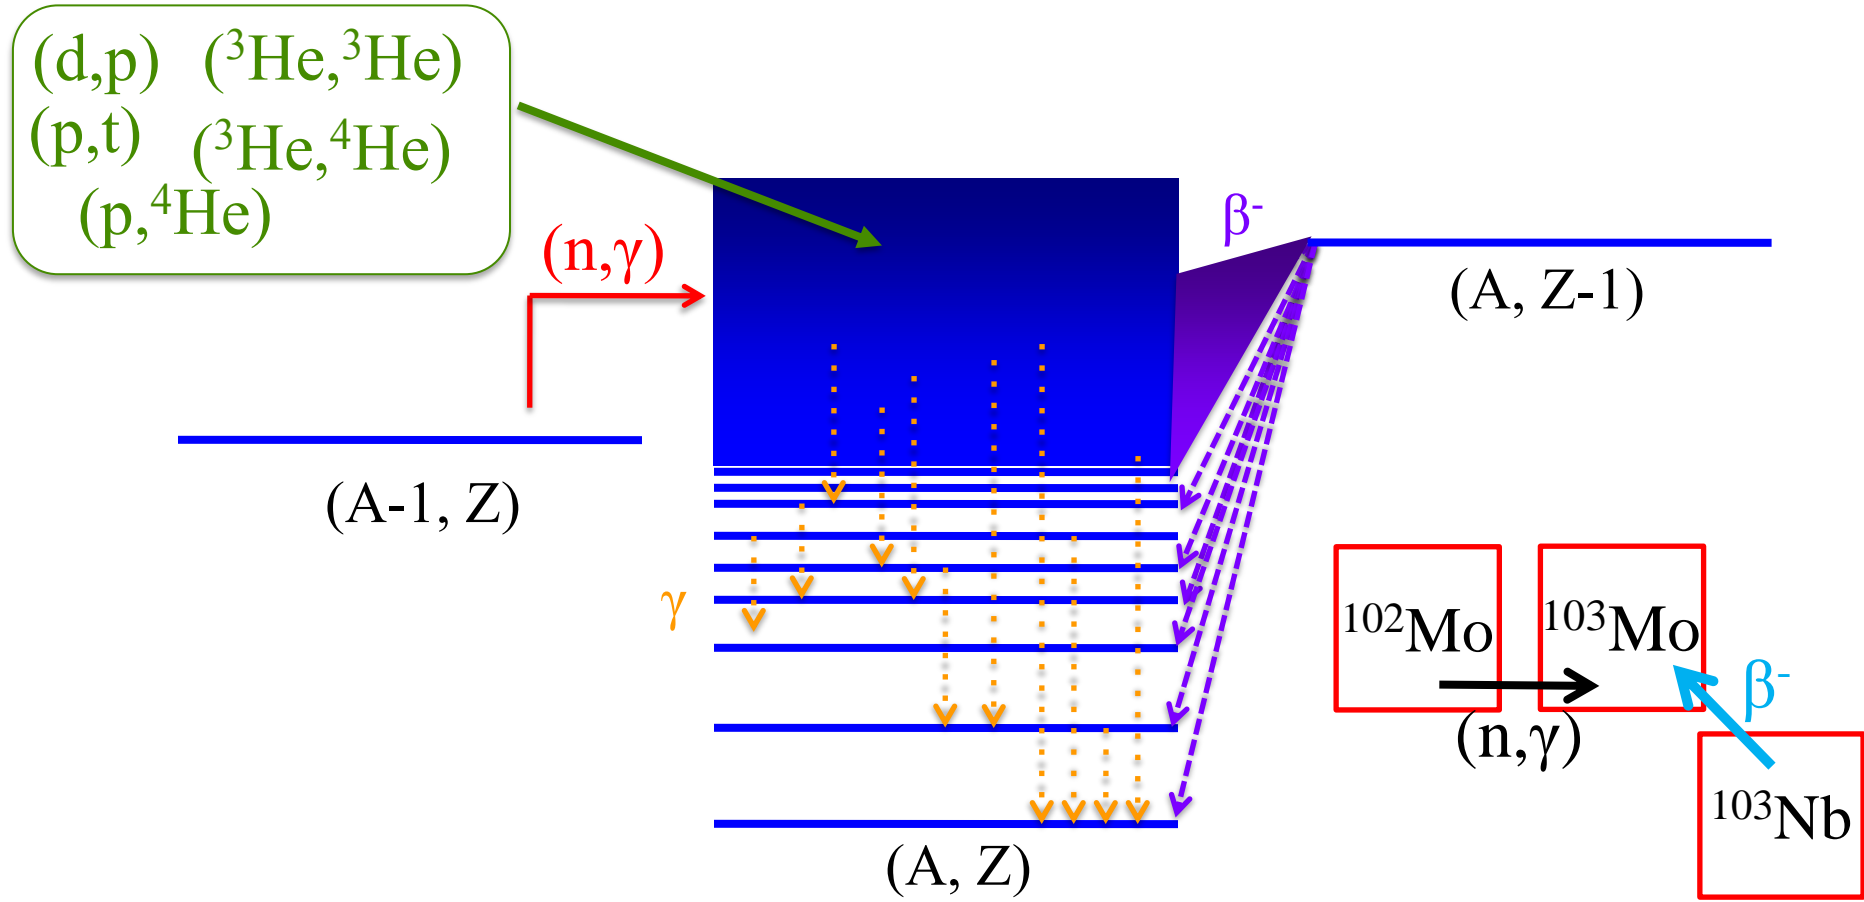 (d,p) (³He,³He)
(p,t) (³He,⁴He)
(p,⁴He)
(n,γ)
β⁻
(A, Z-1)
(A-1, Z)
γ
(A, Z)
¹⁰²Mo ¹⁰³Mo
β⁻
(n,γ)
¹⁰³Nb